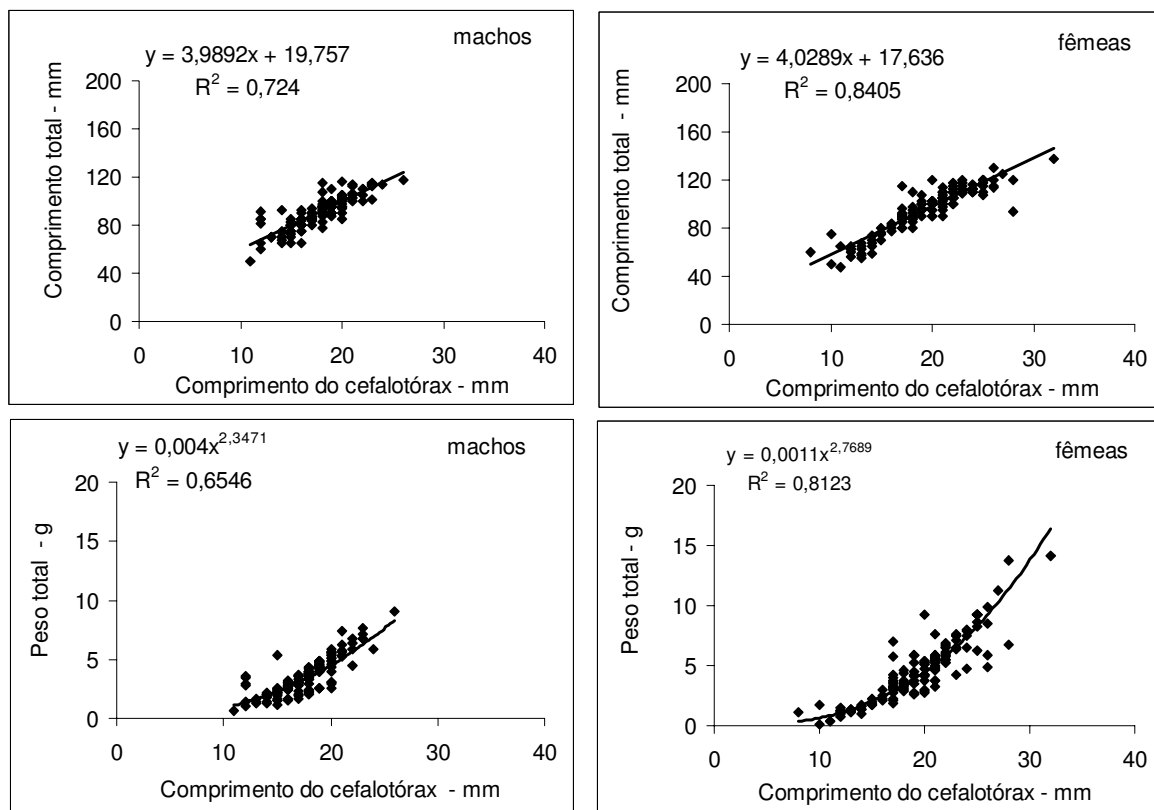 machos
y = 3,9892x + 19,757
R² = 0,724
Comprimento total - mm
200
160
120
80
40
0
0 10 20 30 40
Comprimento do cefalotórax - mm
fêmeas
y = 4,0289x + 17,636
R² = 0,8405
Comprimento total - mm
200
160
120
80
40
0
0 10 20 30 40
Comprimento do cefalotórax - mm
machos
y = 0,004x^2,3471
R² = 0,6546
Peso total - g
20
15
10
5
0
0 10 20 30 40
Comprimento do cefalotórax - mm
fêmeas
y = 0,0011x^2,7689
R² = 0,8123
Peso total - g
20
15
10
5
0
0 10 20 30 40
Comprimento do cefalotórax - mm